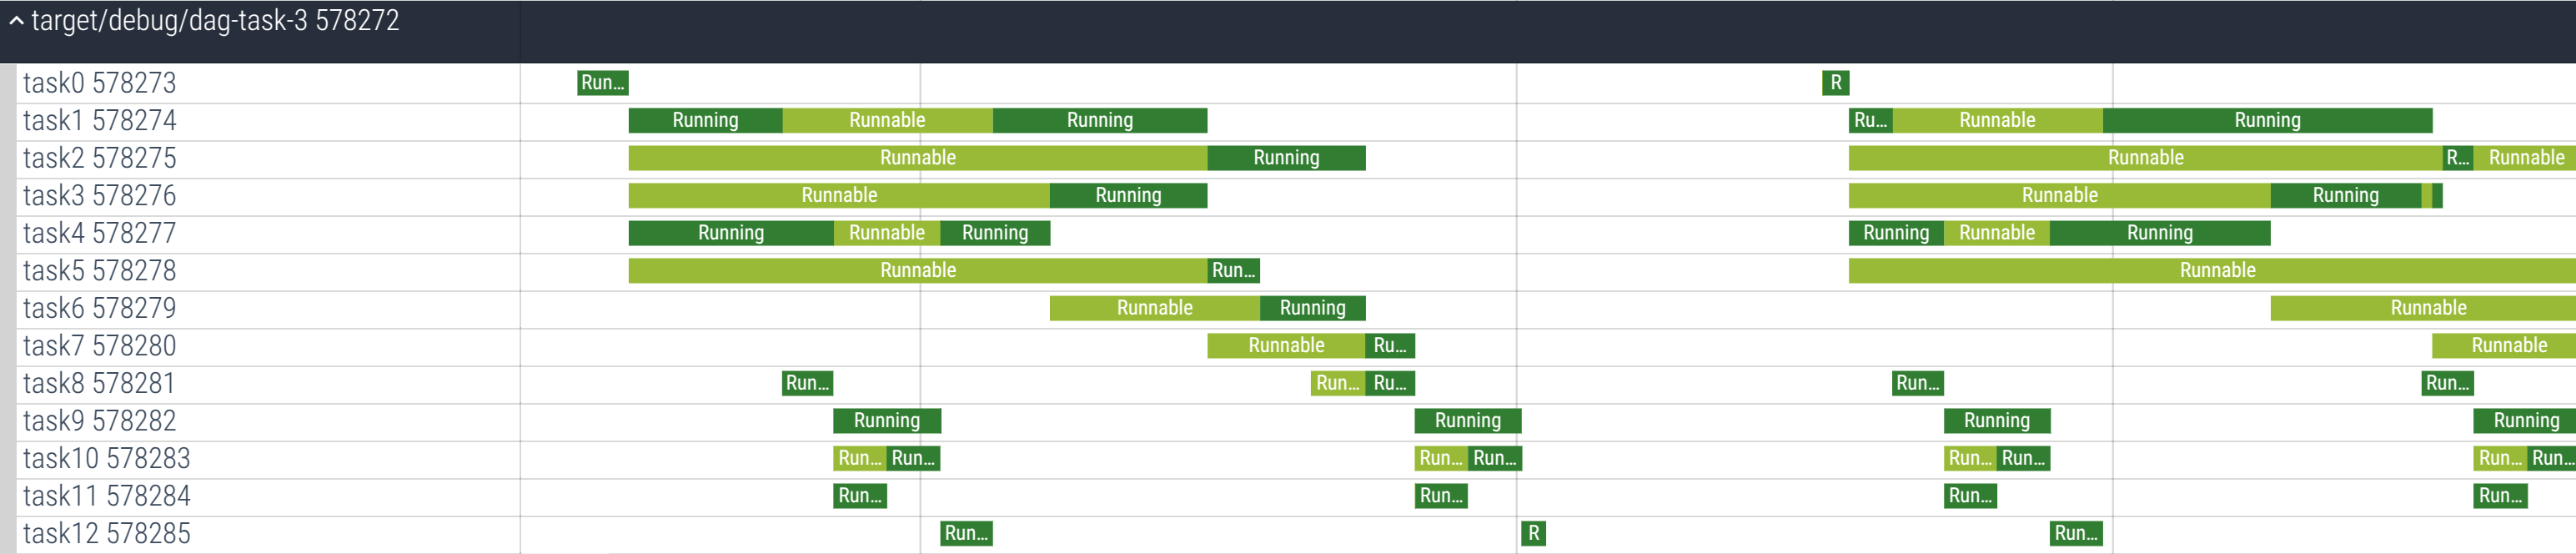 target/debug/dag-task-3 578272
task0 578273 Run... R
task1 578274 Running Runnable Running Ru... Runnable Running
task2 578275 Runnable Running Runnable R... Runnable
task3 578276 Runnable Running Runnable Running
task4 578277 Running Runnable Running Running Runnable Running
task5 578278 Runnable Run... Runnable
task6 578279 Runnable Running Runnable
task7 578280 Runnable Ru... Runnable
task8 578281 Run... Run... Ru... Run... Run...
task9 578282 Running Running Running Running
task10 578283 Run... Run... Run... Run... Run... Run... Run... Run...
task11 578284 Run... Run... Run... Run...
task12 578285 Run... R Run...